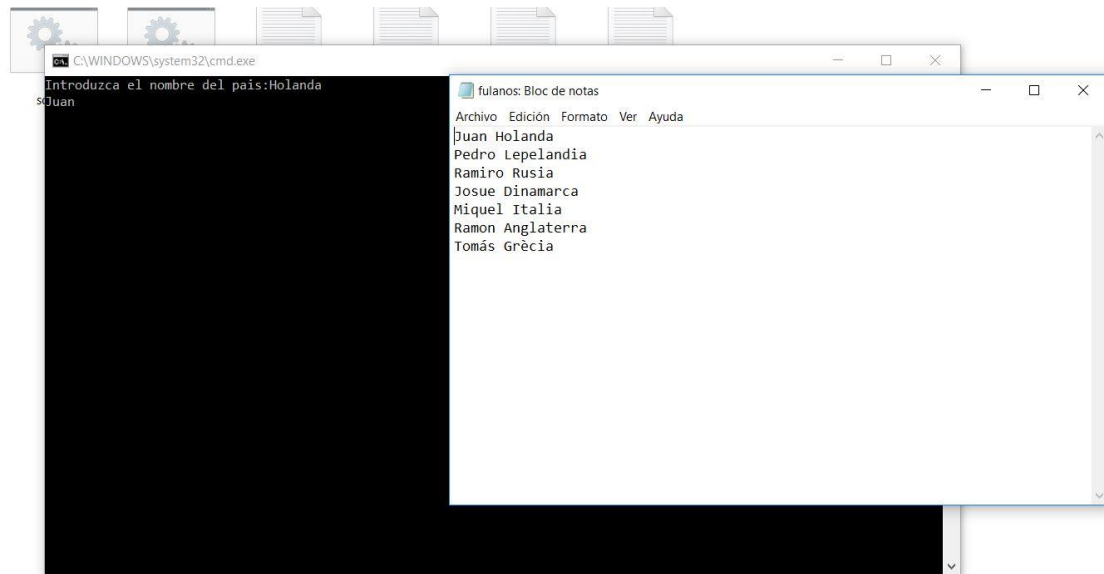 C:\WINDOWS\system32\cmd.exe
Introduzca el nombre del pais:Holanda
Juan
fulanos: Bloc de notas
Archivo Edición Formato Ver Ayuda
Juan Holanda
Pedro Lepelandia
Ramiro Rusia
Josue Dinamarca
Miquel Italia
Ramon Anglaterra
Tomás Grècia